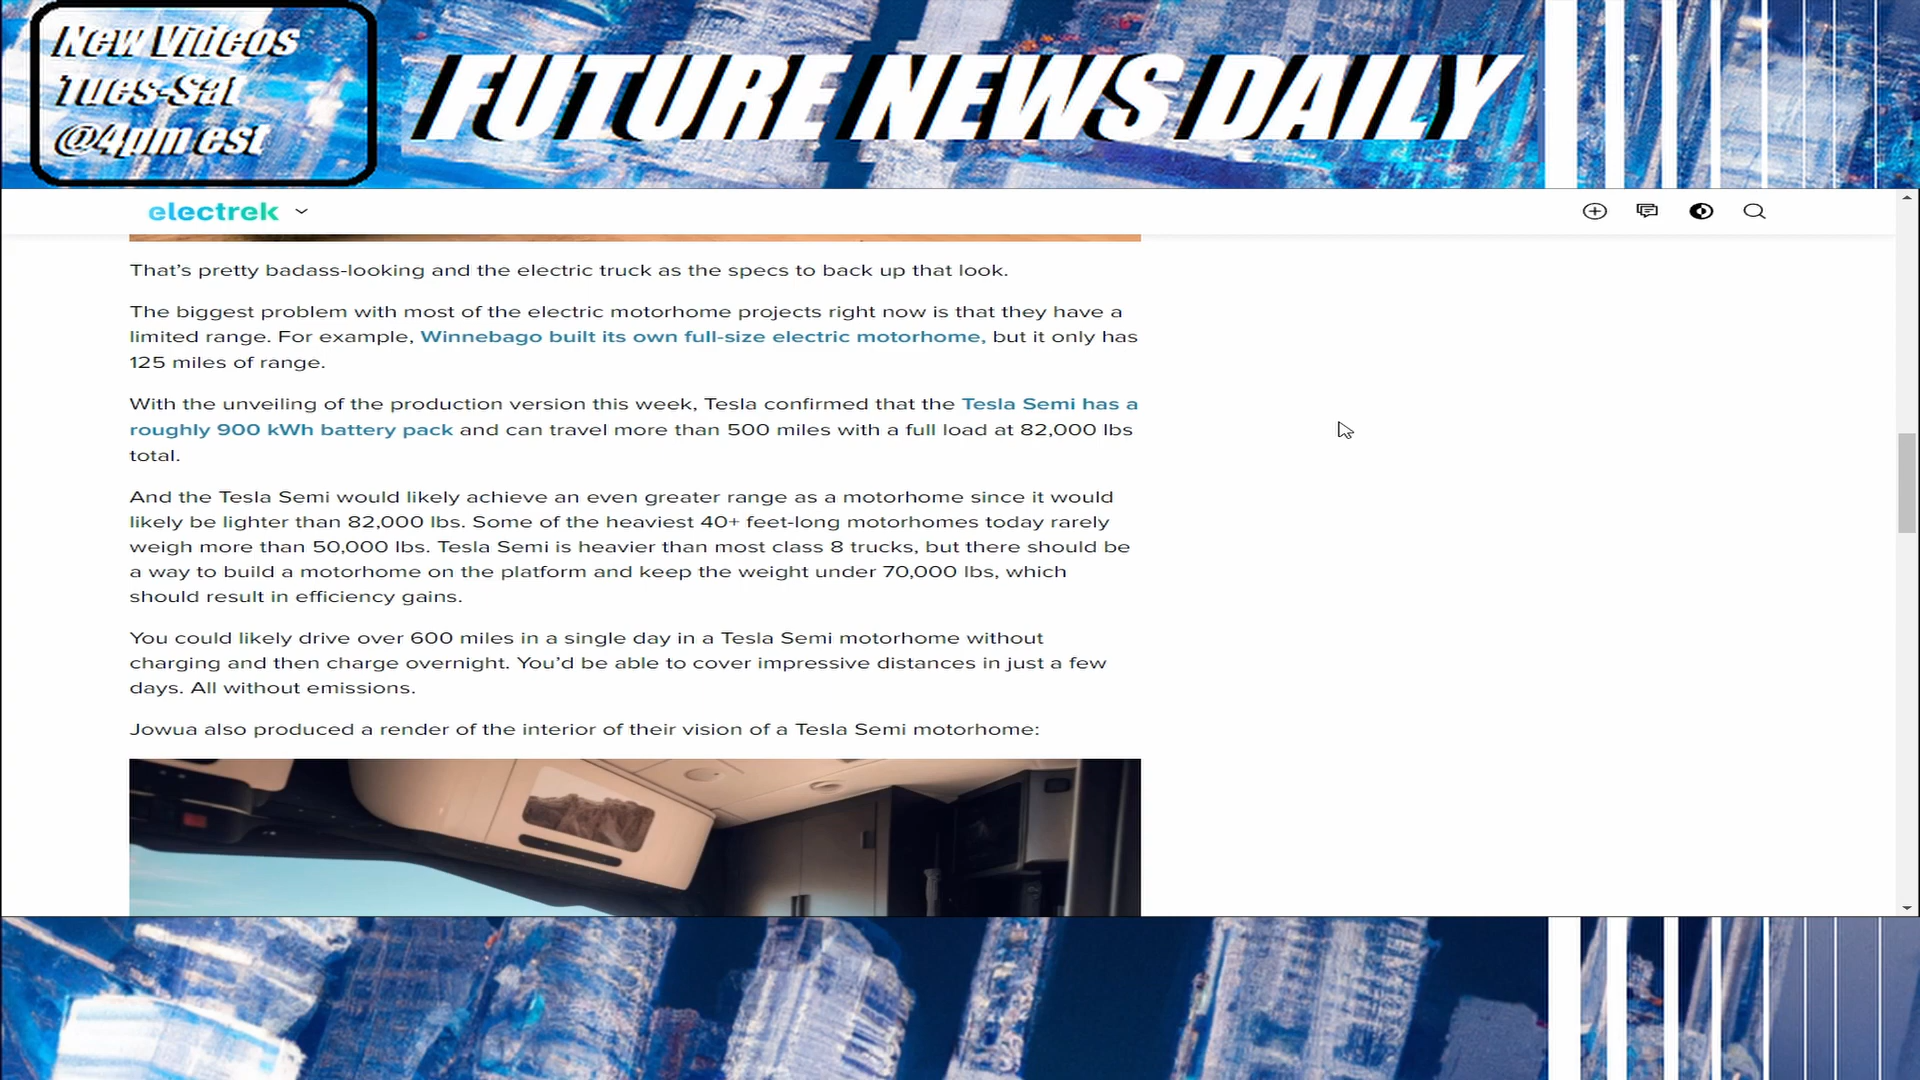 New Videos
Tues-Sat
@4pm est
FUTURE NEWS DAILY
electrek
That's pretty badass-looking and the electric truck as the specs to back up that look.
The biggest problem with most of the electric motorhome projects right now is that they have a
limited range. For example, Winnebago built its own full-size electric motorhome, but it only has
125 miles of range.
With the unveiling of the production version this week, Tesla confirmed that the Tesla Semi has a
roughly 900 kWh battery pack and can travel more than 500 miles with a full load at 82,000 lbs
total.
And the Tesla Semi would likely achieve an even greater range as a motorhome since it would
likely be lighter than 82,000 lbs. Some of the heaviest 40+ feet-long motorhomes today rarely
weigh more than 50,000 lbs. Tesla Semi is heavier than most class 8 trucks, but there should be
a way to build a motorhome on the platform and keep the weight under 70,000 lbs, which
should result in efficiency gains.
You could likely drive over 600 miles in a single day in a Tesla Semi motorhome without
charging and then charge overnight. You'd be able to cover impressive distances in just a few
days. All without emissions.
Jowua also produced a render of the interior of their vision of a Tesla Semi motorhome: